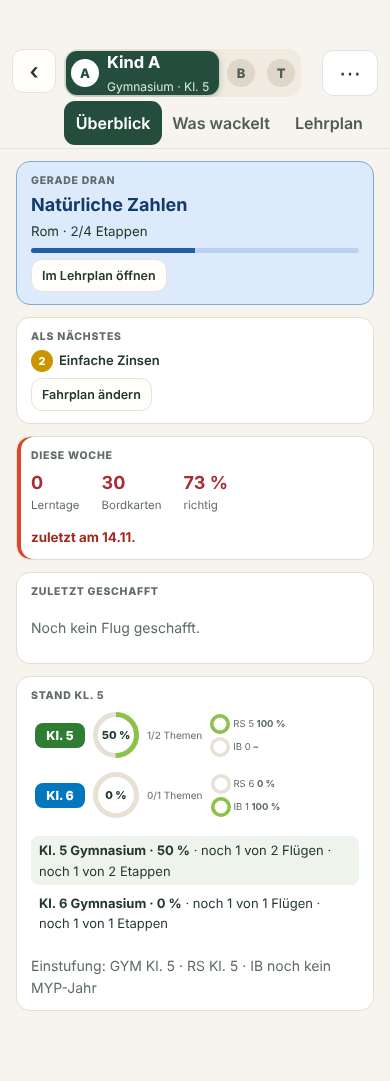 ‹
A
Kind A
Gymnasium · Kl. 5
B
T
···
Überblick
Was wackelt
Lehrplan
GERADE DRAN
Natürliche Zahlen
Rom · 2/4 Etappen
Im Lehrplan öffnen
ALS NÄCHSTES
2 Einfache Zinsen
Fahrplan ändern
DIESE WOCHE
0 30 73 %
Lerntage Bordkarten richtig
zuletzt am 14.11.
ZULETZT GESCHAFFT
Noch kein Flug geschafft.
STAND KL. 5
Kl. 5 50 % 1/2 Themen
RS 5 100 %
IB 0 –
Kl. 6 0 % 0/1 Themen
RS 6 0 %
IB 1 100 %
Kl. 5 Gymnasium · 50 % · noch 1 von 2 Flügen ·
noch 1 von 2 Etappen
Kl. 6 Gymnasium · 0 % · noch 1 von 1 Flügen ·
noch 1 von 1 Etappen
Einstufung: GYM Kl. 5 · RS Kl. 5 · IB noch kein
MYP-Jahr